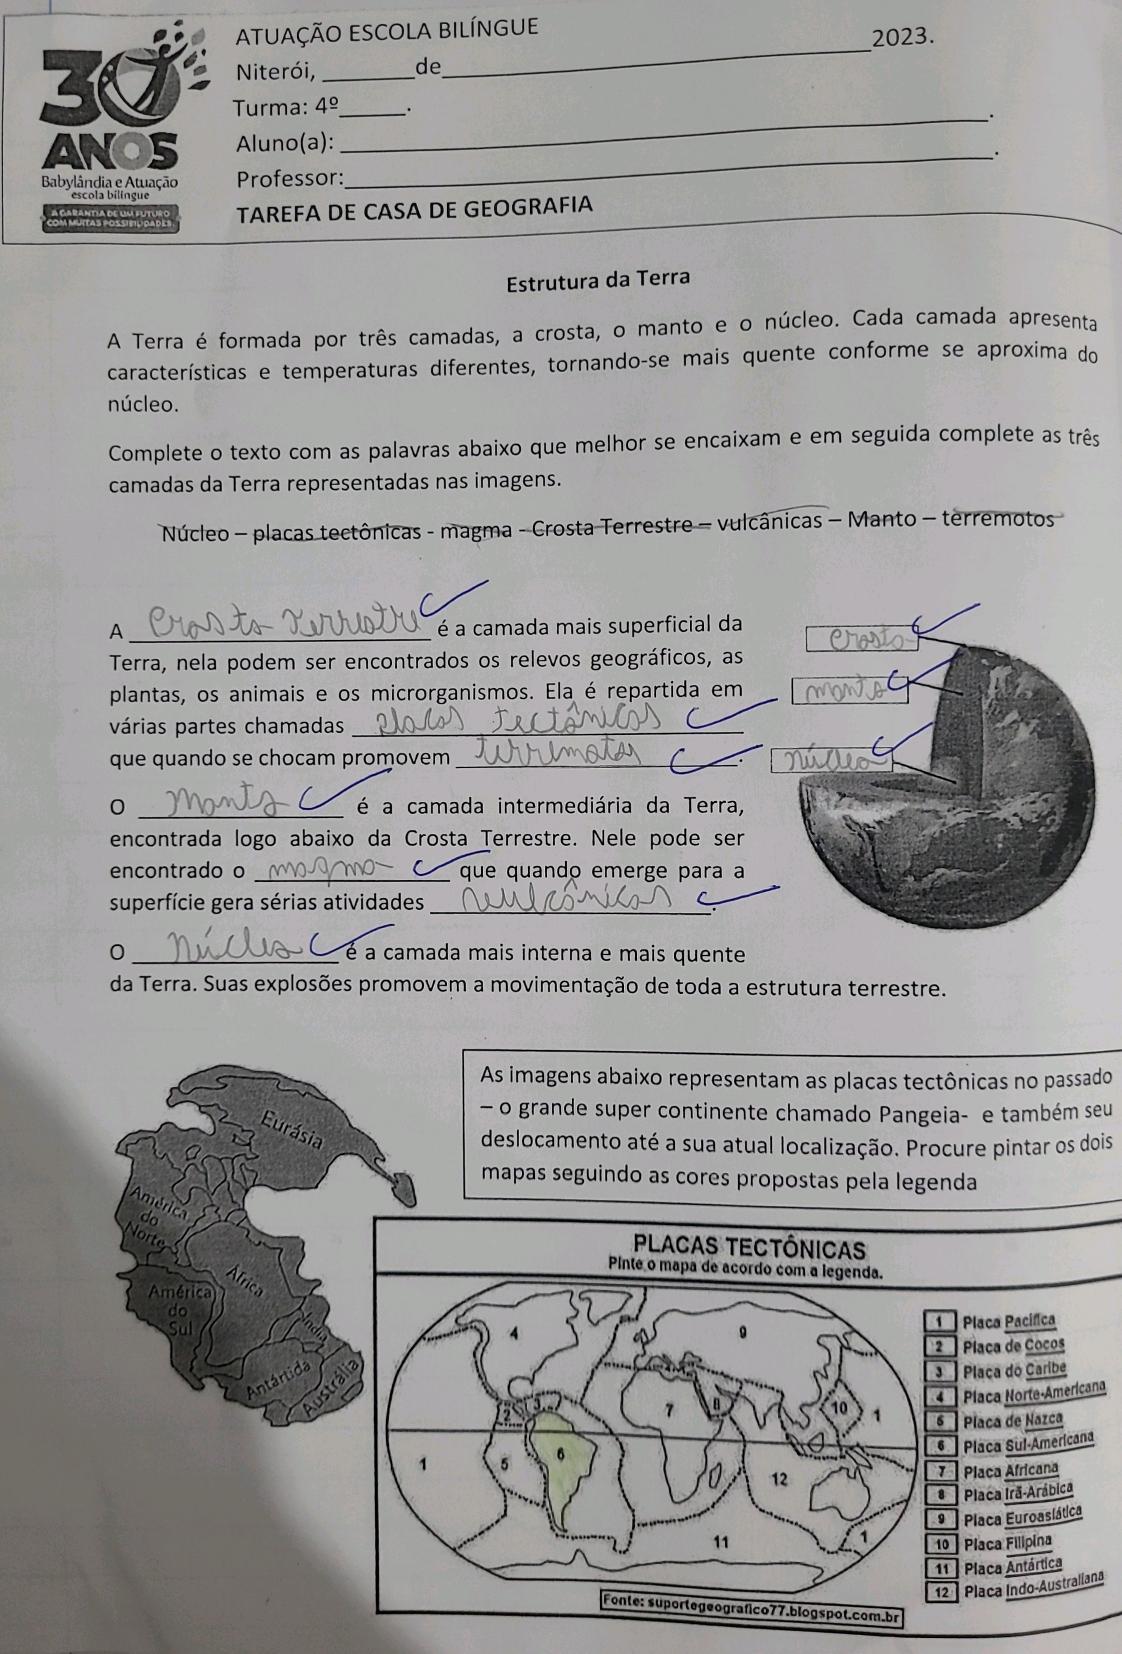 30
ANOS
Babylândia e Atuação
escola bilíngue
A GARANTIA DE UM FUTURO
COM MUITAS POSSIBILIDADES
ATUAÇÃO ESCOLA BILÍNGUE
Niterói, _______de_________________________________2023.
Turma: 4º_____.
Aluno(a): _________________________________________________.
Professor:_________________________________________________.
TAREFA DE CASA DE GEOGRAFIA
Estrutura da Terra
A Terra é formada por três camadas, a crosta, o manto e o núcleo. Cada camada apresenta
características e temperaturas diferentes, tornando-se mais quente conforme se aproxima do
núcleo.
Complete o texto com as palavras abaixo que melhor se encaixam e em seguida complete as três
camadas da Terra representadas nas imagens.
Núcleo – placas tectônicas - magma - Crosta Terrestre – vulcânicas – Manto – terremotos
A Crosta Terrestre é a camada mais superficial da
Terra, nela podem ser encontrados os relevos geográficos, as
plantas, os animais e os microrganismos. Ela é repartida em
várias partes chamadas placas tectônicas
que quando se chocam promovem terremotos.
O Manto é a camada intermediária da Terra,
encontrada logo abaixo da Crosta Terrestre. Nele pode ser
encontrado o magma que quando emerge para a
superfície gera sérias atividades vulcânicas.
O Núcleo é a camada mais interna e mais quente
da Terra. Suas explosões promovem a movimentação de toda a estrutura terrestre.
Crosta
manto
Núcleo
As imagens abaixo representam as placas tectônicas no passado
– o grande super continente chamado Pangeia- e também seu
deslocamento até a sua atual localização. Procure pintar os dois
mapas seguindo as cores propostas pela legenda
Eurásia
América
do
Norte
África
América
do
Sul
Índia
Antártida
Austrália
PLACAS TECTÔNICAS
Pinte o mapa de acordo com a legenda.
4
9
2
3
7
8
10
1
1
5
6
12
11
1
1 Placa Pacífica
2 Placa de Cocos
3 Placa do Caribe
4 Placa Norte-Americana
5 Placa de Nazca
6 Placa Sul-Americana
7 Placa Africana
8 Placa Irã-Arábica
9 Placa Euroasiática
10 Placa Filipina
11 Placa Antártica
12 Placa Indo-Australiana
Fonte: suportegeografico77.blogspot.com.br